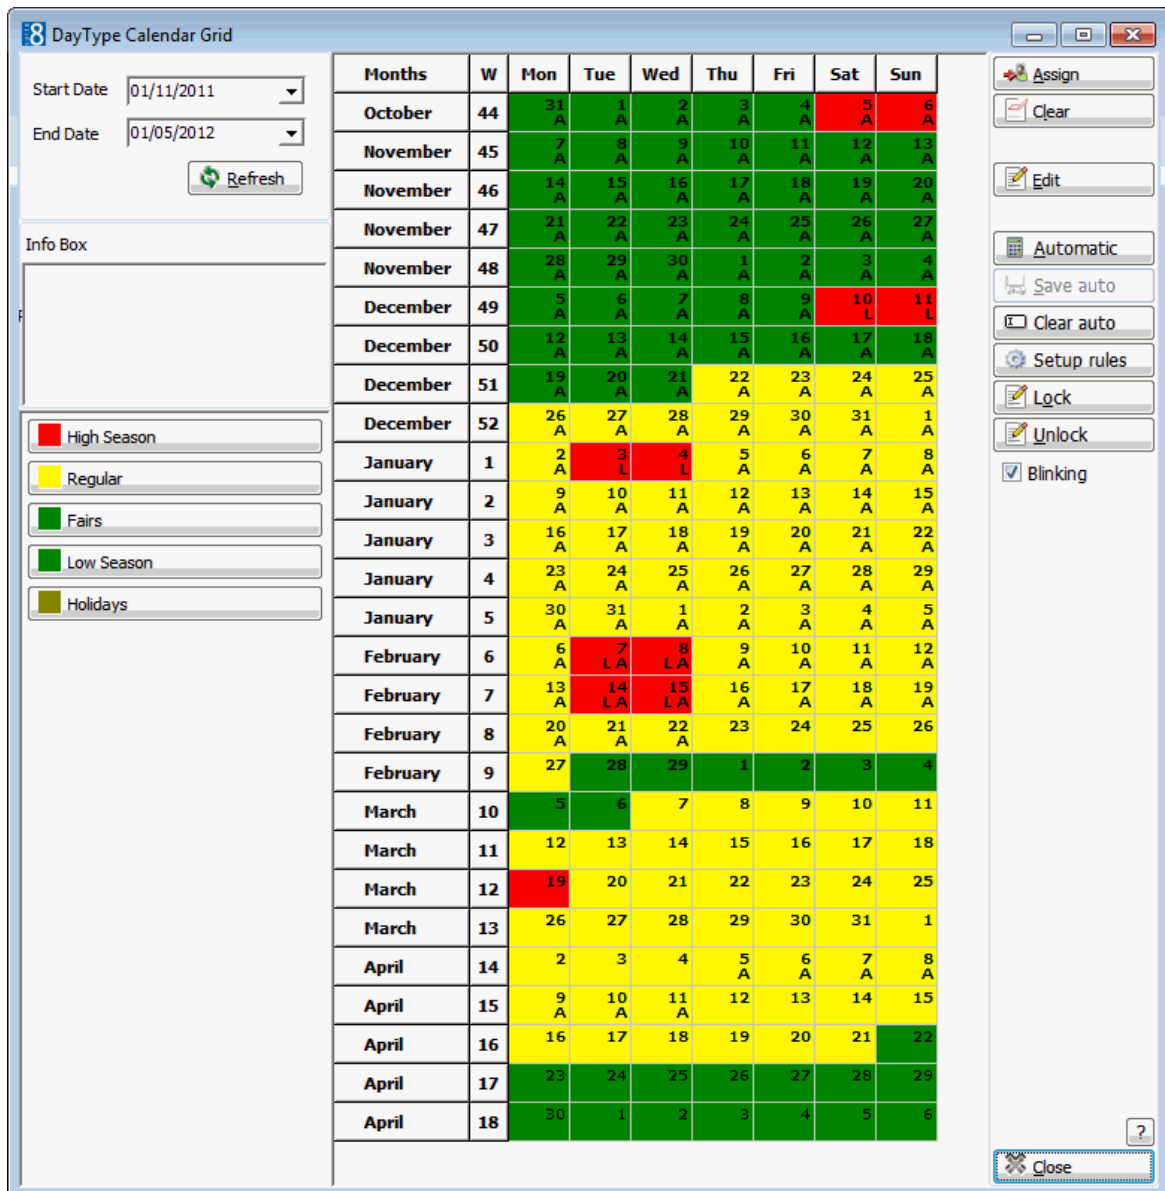 8 DayType Calendar Grid
Start Date 01/11/2011
End Date 01/05/2012
Refresh
Info Box
High Season
Regular
Fairs
Low Season
Holidays
Months W Mon Tue Wed Thu Fri Sat Sun
October 44 31 A 1 A 2 A 3 A 4 A 5 A 6 A
November 45 7 A 8 A 9 A 10 A 11 A 12 A 13 A
November 46 14 A 15 A 16 A 17 A 18 A 19 A 20 A
November 47 21 A 22 A 23 A 24 A 25 A 26 A 27 A
November 48 28 A 29 A 30 A 1 A 2 A 3 A 4 A
December 49 5 A 6 A 7 A 8 A 9 A 10 L 11 L
December 50 12 A 13 A 14 A 15 A 16 A 17 A 18 A
December 51 19 A 20 A 21 A 22 A 23 A 24 A 25 A
December 52 26 A 27 A 28 A 29 A 30 A 31 A 1 A
January 1 2 A 3 L 4 L 5 A 6 A 7 A 8 A
January 2 9 A 10 A 11 A 12 A 13 A 14 A 15 A
January 3 16 A 17 A 18 A 19 A 20 A 21 A 22 A
January 4 23 A 24 A 25 A 26 A 27 A 28 A 29 A
January 5 30 A 31 A 1 A 2 A 3 A 4 A 5 A
February 6 6 A 7 L A 8 L A 9 A 10 A 11 A 12 A
February 7 13 A 14 L A 15 L A 16 A 17 A 18 A 19 A
February 8 20 A 21 A 22 A 23 24 25 26
February 9 27 28 29 1 2 3 4
March 10 5 6 7 8 9 10 11
March 11 12 13 14 15 16 17 18
March 12 19 20 21 22 23 24 25
March 13 26 27 28 29 30 31 1
April 14 2 3 4 5 A 6 A 7 A 8 A
April 15 9 A 10 A 11 A 12 13 14 15
April 16 16 17 18 19 20 21 22
April 17 23 24 25 26 27 28 29
April 18 30 1 2 3 4 5 6
Assign
Clear
Edit
Automatic
Save auto
Clear auto
Setup rules
Lock
Unlock
Blinking
?
Close